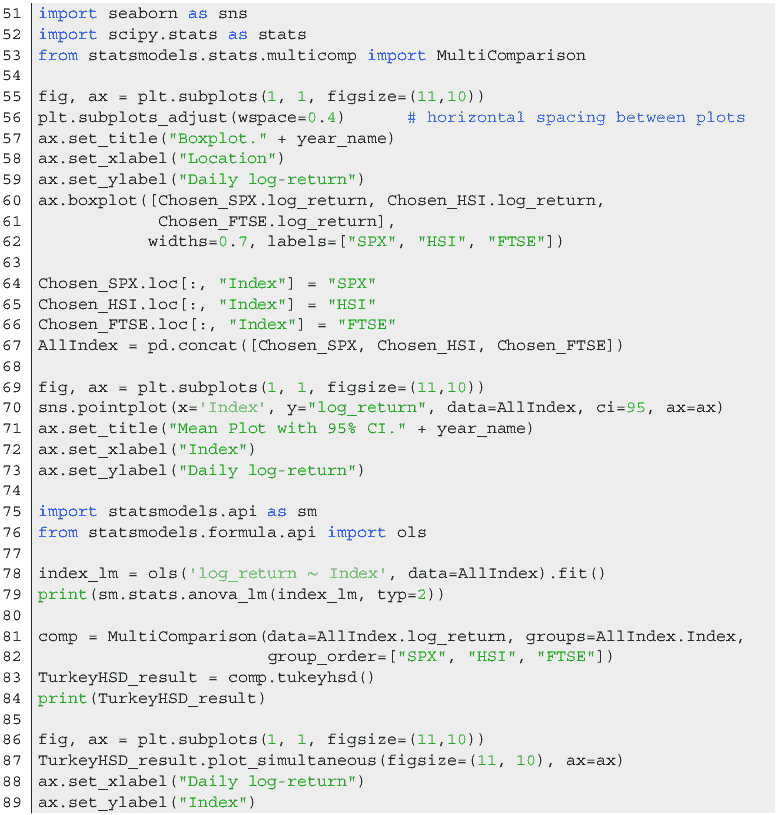 51 import seaborn as sns
52 import scipy.stats as stats
53 from statsmodels.stats.multicomp import MultiComparison
54
55 fig, ax = plt.subplots(1, 1, figsize=(11,10))
56 plt.subplots_adjust(wspace=0.4)      # horizontal spacing between plots
57 ax.set_title("Boxplot." + year_name)
58 ax.set_xlabel("Location")
59 ax.set_ylabel("Daily log-return")
60 ax.boxplot([Chosen_SPX.log_return, Chosen_HSI.log_return,
61             Chosen_FTSE.log_return],
62            widths=0.7, labels=["SPX", "HSI", "FTSE"])
63
64 Chosen_SPX.loc[:, "Index"] = "SPX"
65 Chosen_HSI.loc[:, "Index"] = "HSI"
66 Chosen_FTSE.loc[:, "Index"] = "FTSE"
67 AllIndex = pd.concat([Chosen_SPX, Chosen_HSI, Chosen_FTSE])
68
69 fig, ax = plt.subplots(1, 1, figsize=(11,10))
70 sns.pointplot(x='Index', y="log_return", data=AllIndex, ci=95, ax=ax)
71 ax.set_title("Mean Plot with 95% CI." + year_name)
72 ax.set_xlabel("Index")
73 ax.set_ylabel("Daily log-return")
74
75 import statsmodels.api as sm
76 from statsmodels.formula.api import ols
77
78 index_lm = ols('log_return ~ Index', data=AllIndex).fit()
79 print(sm.stats.anova_lm(index_lm, typ=2))
80
81 comp = MultiComparison(data=AllIndex.log_return, groups=AllIndex.Index,
82                        group_order=["SPX", "HSI", "FTSE"])
83 TurkeyHSD_result = comp.tukeyhsd()
84 print(TurkeyHSD_result)
85
86 fig, ax = plt.subplots(1, 1, figsize=(11,10))
87 TurkeyHSD_result.plot_simultaneous(figsize=(11, 10), ax=ax)
88 ax.set_xlabel("Daily log-return")
89 ax.set_ylabel("Index")